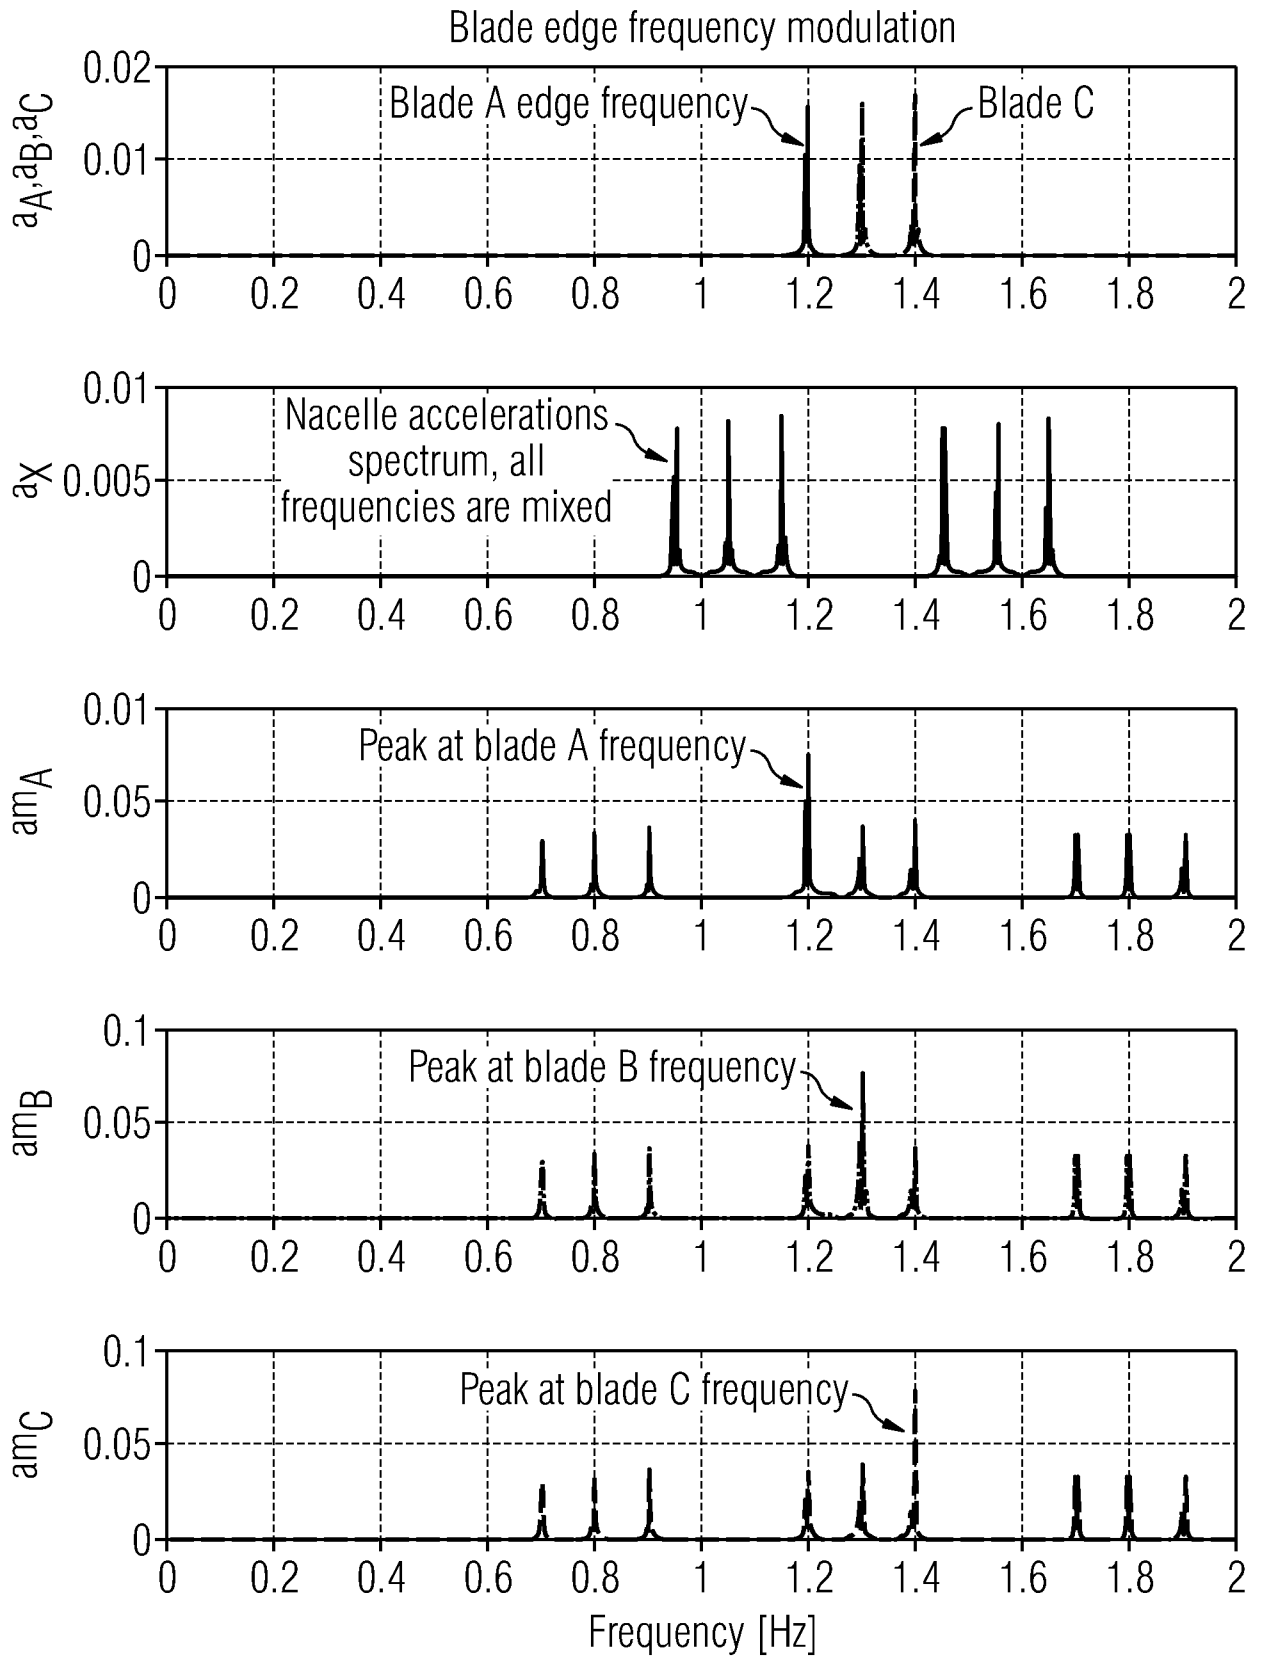 Blade edge frequency modulation
0.02
Blade A edge frequency
Blade C
0.01
aA,aB,aC
0
0 0.2 0.4 0.6 0.8 1 1.2 1.4 1.6 1.8 2
0.01
Nacelle accelerations
spectrum, all
frequencies are mixed
aX
0.005
0
0 0.2 0.4 0.6 0.8 1 1.2 1.4 1.6 1.8 2
0.01
Peak at blade A frequency
amA
0.05
0
0 0.2 0.4 0.6 0.8 1 1.2 1.4 1.6 1.8 2
0.1
Peak at blade B frequency
amB
0.05
0
0 0.2 0.4 0.6 0.8 1 1.2 1.4 1.6 1.8 2
0.1
Peak at blade C frequency
amC
0.05
0
0 0.2 0.4 0.6 0.8 1 1.2 1.4 1.6 1.8 2
Frequency [Hz]